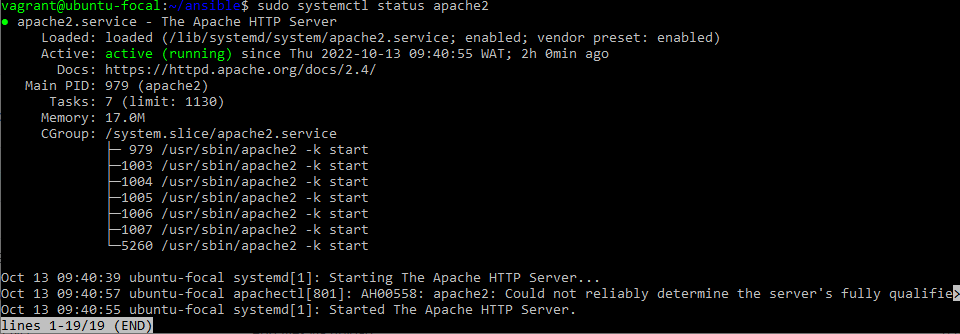 vagrant@ubuntu-focal:~/ansible$ sudo systemctl status apache2
● apache2.service - The Apache HTTP Server
     Loaded: loaded (/lib/systemd/system/apache2.service; enabled; vendor preset: enabled)
     Active: active (running) since Thu 2022-10-13 09:40:55 WAT; 2h 0min ago
       Docs: https://httpd.apache.org/docs/2.4/
   Main PID: 979 (apache2)
      Tasks: 7 (limit: 1130)
     Memory: 17.0M
     CGroup: /system.slice/apache2.service
             ├─ 979 /usr/sbin/apache2 -k start
             ├─1003 /usr/sbin/apache2 -k start
             ├─1004 /usr/sbin/apache2 -k start
             ├─1005 /usr/sbin/apache2 -k start
             ├─1006 /usr/sbin/apache2 -k start
             ├─1007 /usr/sbin/apache2 -k start
             └─5260 /usr/sbin/apache2 -k start
Oct 13 09:40:39 ubuntu-focal systemd[1]: Starting The Apache HTTP Server...
Oct 13 09:40:57 ubuntu-focal apachectl[801]: AH00558: apache2: Could not reliably determine the server's fully qualifie>
Oct 13 09:40:55 ubuntu-focal systemd[1]: Started The Apache HTTP Server.
lines 1-19/19 (END)